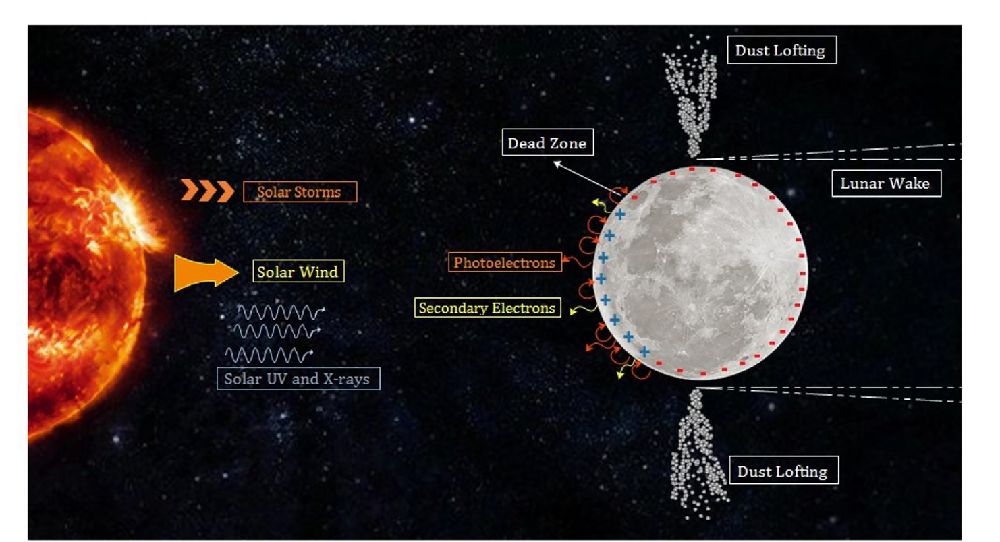 Dust Lofting
Dead Zone
Lunar Wake
Solar Storms
Photoelectrons
Solar Wind
Secondary Electrons
Solar UV and X-rays
Dust Lofting